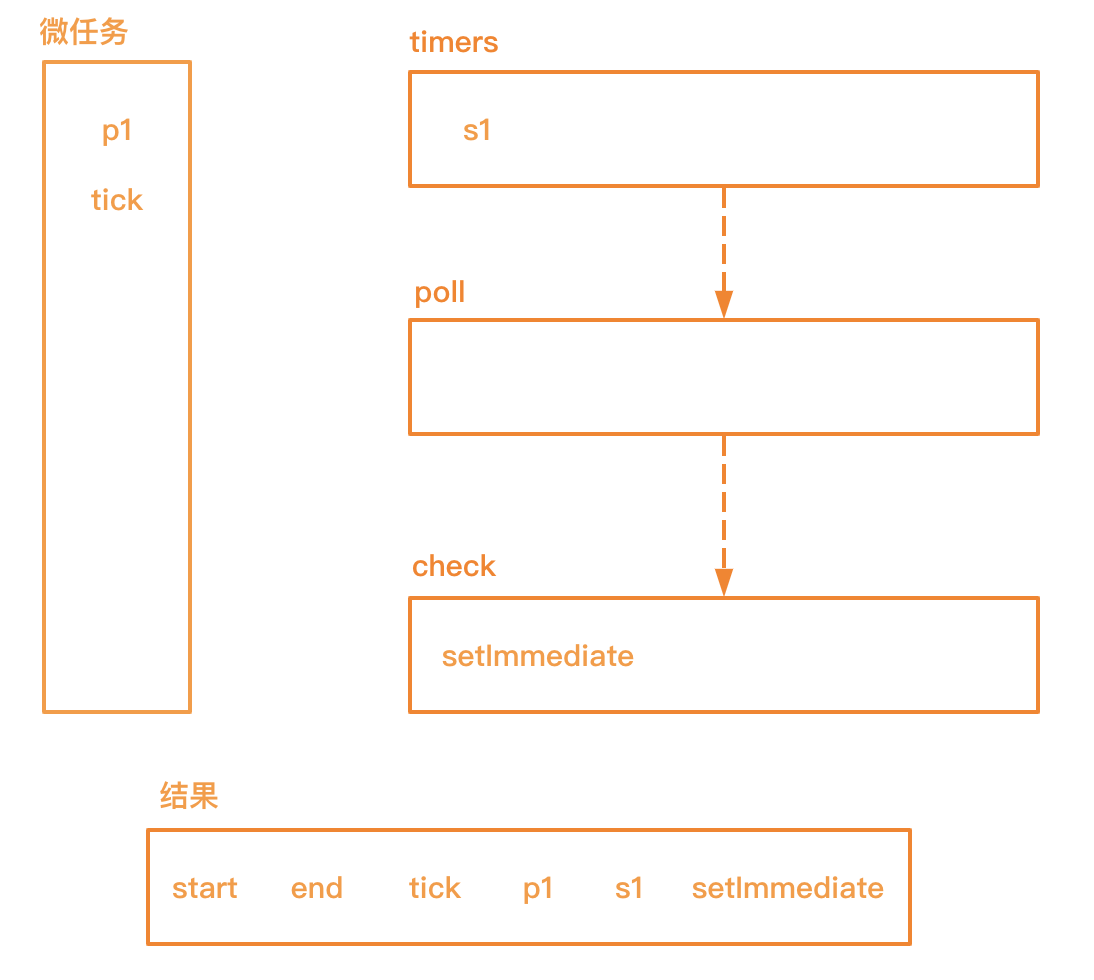 微任务
p1
tick
timers
s1
poll
check
setImmediate
结果
start end tick p1 s1 setImmediate